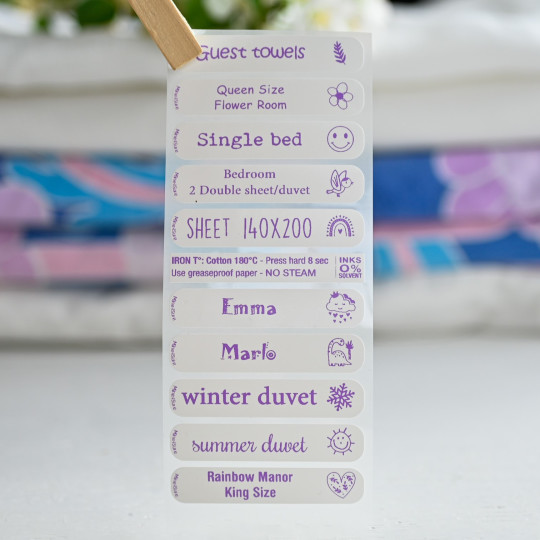 Guest towels
Queen Size
Flower Room
Single bed
Bedroom
2 Double sheet/duvet
SHEET 140X200
IRON T°: Cotton 180°C - Press hard 8 sec
Use greaseproof paper - NO STEAM
INKS
0%
SOLVENT
Emma
Marlo
winter duvet
summer duvet
Rainbow Manor
King Size